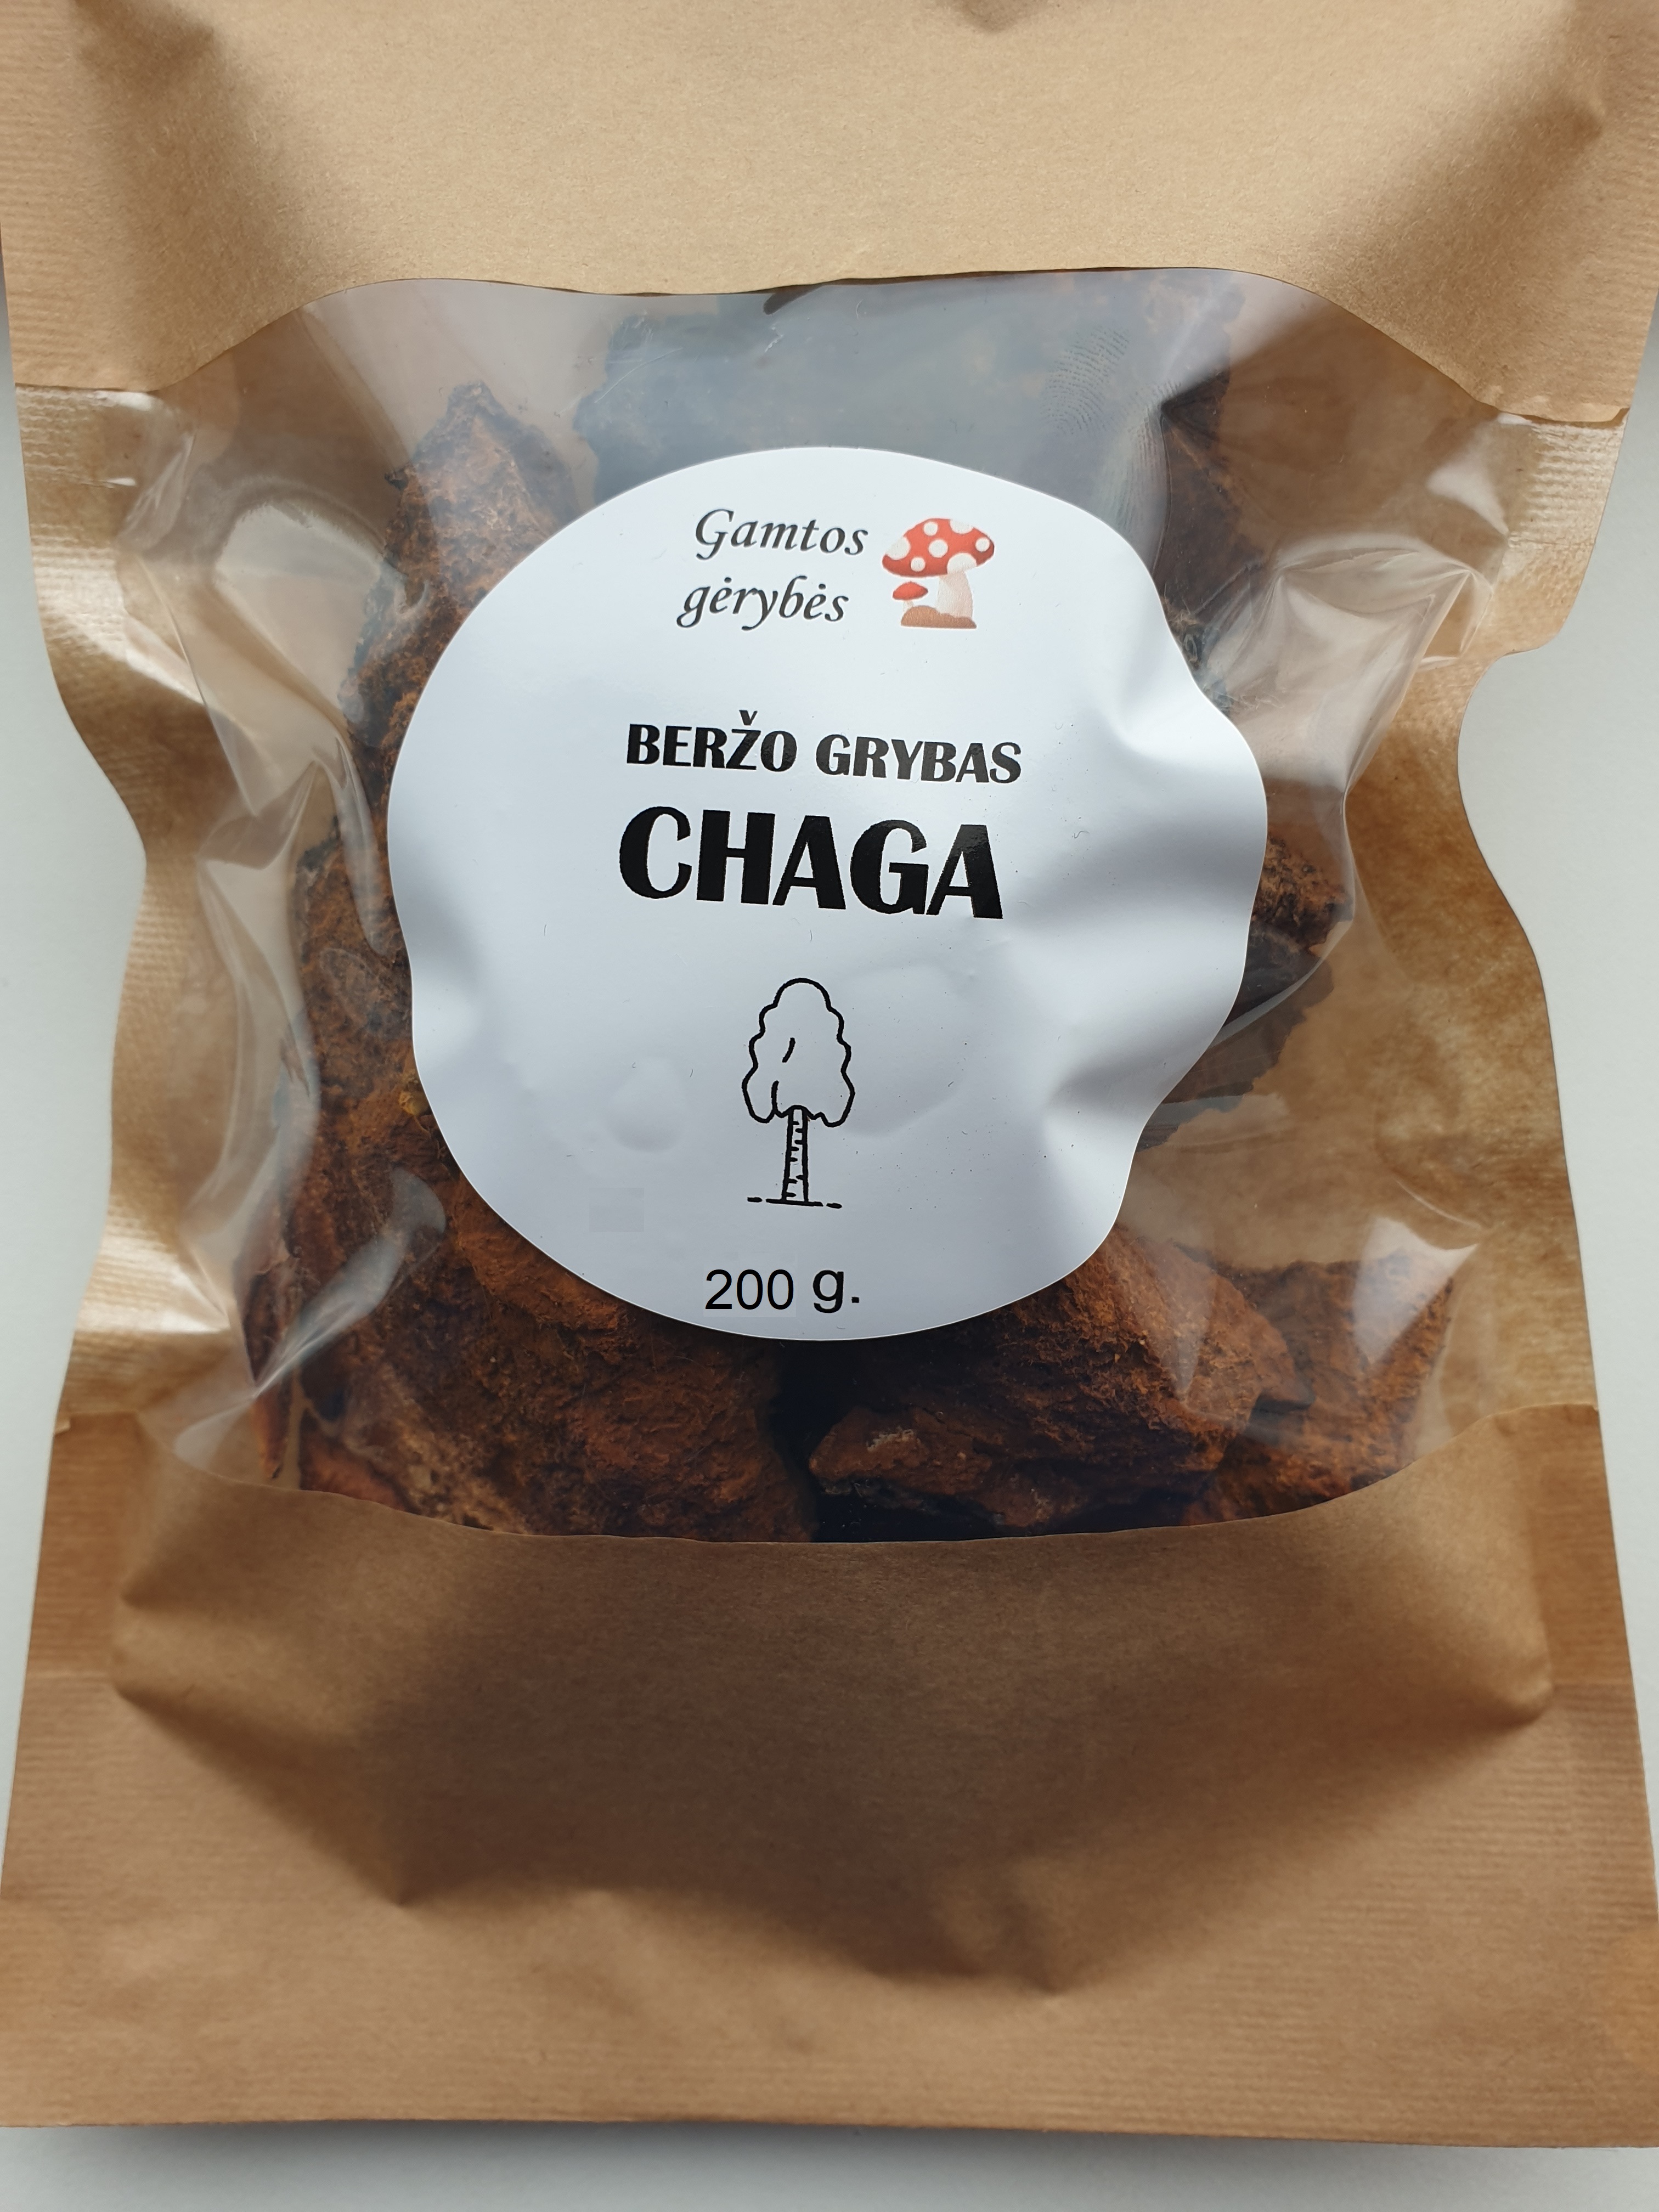 Gamtos
gėrybės
BERŽO GRYBAS
CHAGA
200 g.